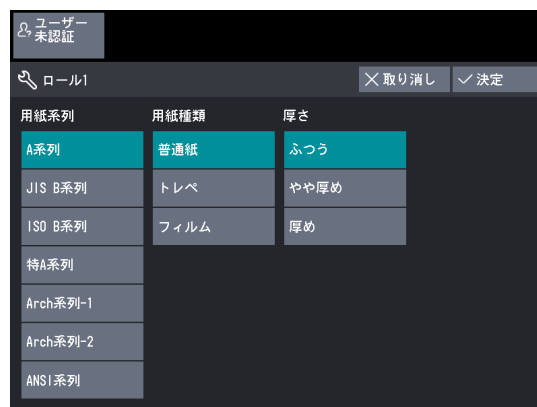 ユーザー
未認証
ロール1
取り消し
決定
用紙系列
用紙種類
厚さ
A系列
普通紙
ふつう
JIS B系列
トレペ
やや厚め
ISO B系列
フィルム
厚め
特A系列
Arch系列-1
Arch系列-2
ANSI系列